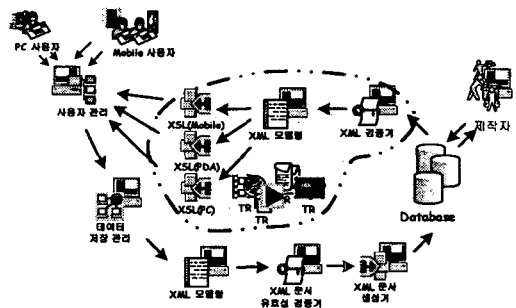 PC 사용자
Mobile 사용자
사용자 관리
XSL(Mobile)
XML 모델링
XML 검증기
제작자
XSL(PDA)
XSL(PC)
TR
TR
TR
Database
데이터
저장 관리
XML 모델링
XML 문서
유효성 검증기
XML 문서
생성기